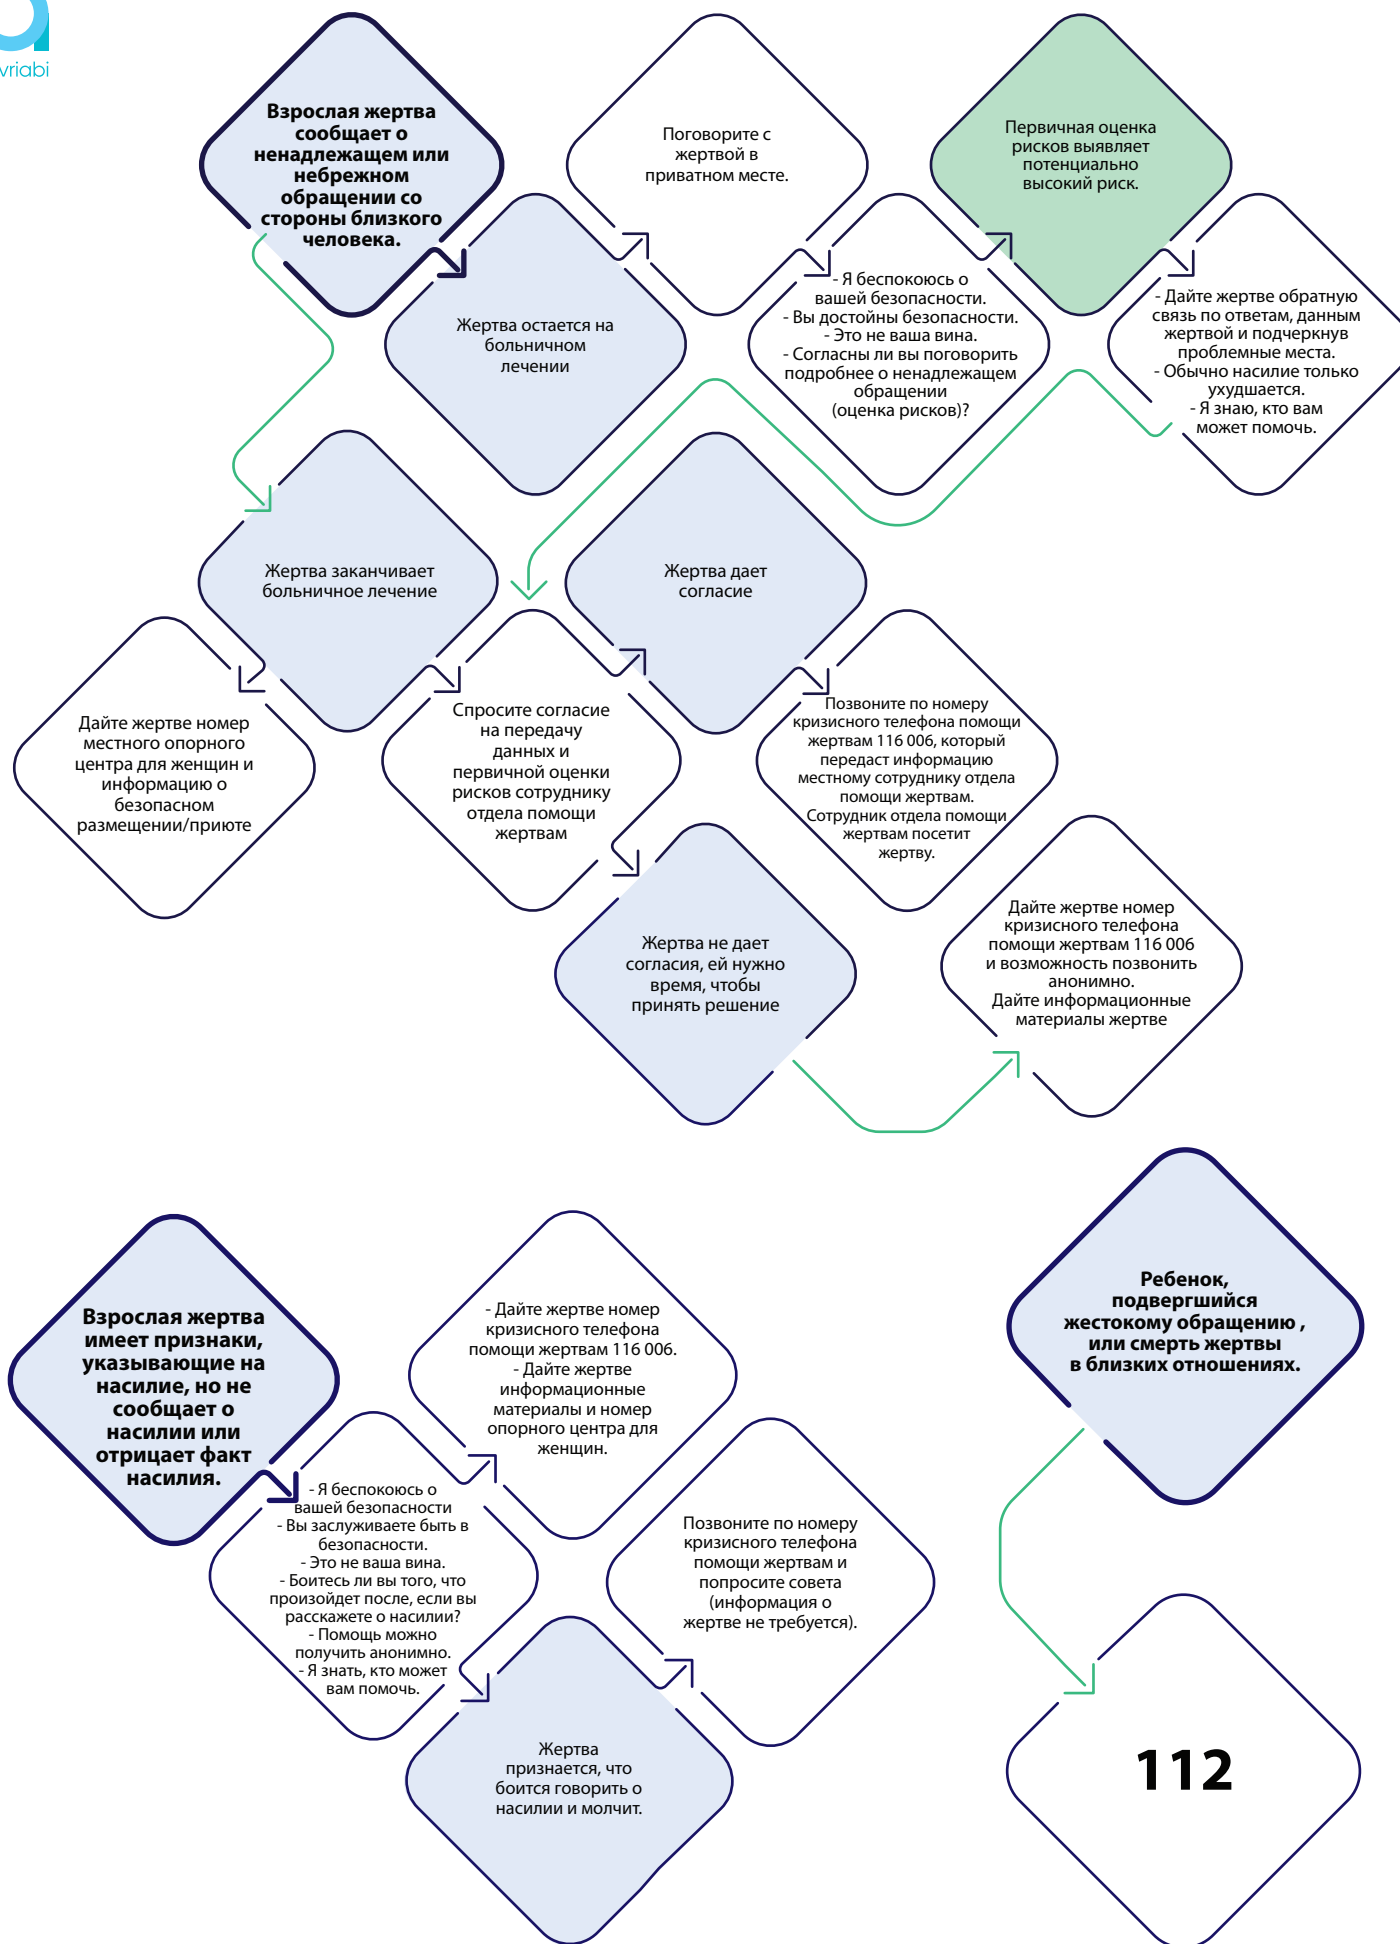 vriabi
Взрослая жертва
сообщает о
ненадлежащем или
небрежном
обращении со
стороны близкого
человека.
Поговорите с
жертвой в
приватном месте.
Первичная оценка
рисков выявляет
потенциально
высокий риск.
Жертва остается на
больничном
лечении
- Я беспокоюсь о
вашей безопасности.
- Вы достойны безопасности.
- Это не ваша вина.
- Согласны ли вы поговорить
подробнее о ненадлежащем
обращении
(оценка рисков)?
- Дайте жертве обратную
связь по ответам, данным
жертвой и подчеркнув
проблемные места.
- Обычно насилие только
ухудшается.
- Я знаю, кто вам
может помочь.
Жертва заканчивает
больничное лечение
Жертва дает
согласие
Дайте жертве номер
местного опорного
центра для женщин и
информацию о
безопасном
размещении/приюте
Спросите согласие
на передачу
данных и
первичной оценки
рисков сотруднику
отдела помощи
жертвам
Позвоните по номеру
кризисного телефона помощи
жертвам 116 006, который
передаст информацию
местному сотруднику отдела
помощи жертвам.
Сотрудник отдела помощи
жертвам посетит
жертву.
Жертва не дает
согласия, ей нужно
время, чтобы
принять решение
Дайте жертве номер
кризисного телефона
помощи жертвам 116 006
и возможность позвонить
анонимно.
Дайте информационные
материалы жертве
Взрослая жертва
имеет признаки,
указывающие на
насилие, но не
сообщает о
насилии или
отрицает факт
насилия.
- Дайте жертве номер
кризисного телефона
помощи жертвам 116 006.
- Дайте жертве
информационные
материалы и номер
опорного центра для
женщин.
Ребенок,
подвергшийся
жестокому обращению ,
или смерть жертвы
в близких отношениях.
- Я беспокоюсь о
вашей безопасности
- Вы заслуживаете быть в
безопасности.
- Это не ваша вина.
- Боитесь ли вы того, что
произойдет после, если вы
расскажете о насилии?
- Помощь можно
получить анонимно.
- Я знать, кто может
вам помочь.
Позвоните по номеру
кризисного телефона
помощи жертвам и
попросите совета
(информация о
жертве не требуется).
Жертва
признается, что
боится говорить о
насилии и молчит.
112